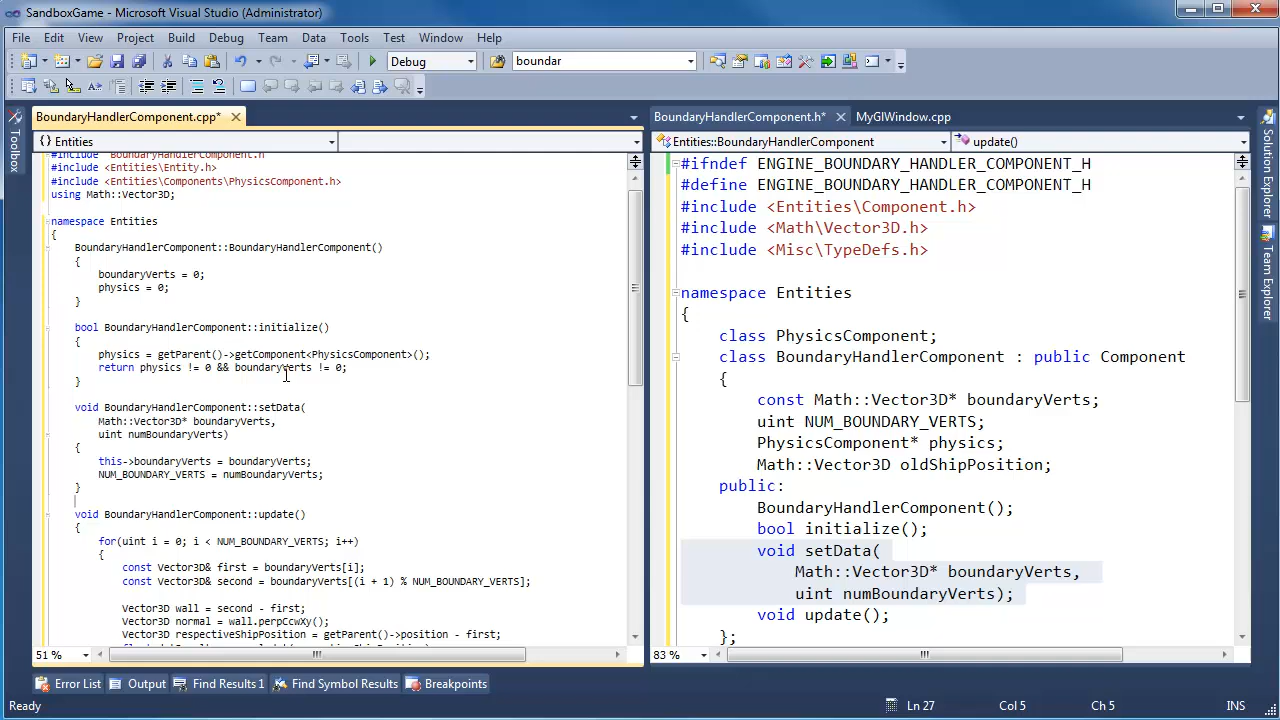 SandboxGame - Microsoft Visual Studio (Administrator)
File Edit View Project Build Debug Team Data Tools Test Window Help
Debug boundar
Toolbox
BoundaryHandlerComponent.cpp*
Entities
#include "BoundaryHandlerComponent.h"
#include <Entities\Entity.h>
#include <Entities\Components\PhysicsComponent.h>
using Math::Vector3D;
namespace Entities
{
BoundaryHandlerComponent::BoundaryHandlerComponent()
{
boundaryVerts = 0;
physics = 0;
}
bool BoundaryHandlerComponent::initialize()
{
physics = getParent()->getComponent<PhysicsComponent>();
return physics != 0 && boundaryVerts != 0;
}
void BoundaryHandlerComponent::setData(
Math::Vector3D* boundaryVerts,
uint numBoundaryVerts)
{
this->boundaryVerts = boundaryVerts;
NUM_BOUNDARY_VERTS = numBoundaryVerts;
}
void BoundaryHandlerComponent::update()
{
for(uint i = 0; i < NUM_BOUNDARY_VERTS; i++)
{
const Vector3D& first = boundaryVerts[i];
const Vector3D& second = boundaryVerts[(i + 1) % NUM_BOUNDARY_VERTS];
Vector3D wall = second - first;
Vector3D normal = wall.perpCcwXy();
Vector3D respectiveShipPosition = getParent()->position - first;
51 %
BoundaryHandlerComponent.h* MyGlWindow.cpp
Entities::BoundaryHandlerComponent update()
#ifndef ENGINE_BOUNDARY_HANDLER_COMPONENT_H
#define ENGINE_BOUNDARY_HANDLER_COMPONENT_H
#include <Entities\Component.h>
#include <Math\Vector3D.h>
#include <Misc\TypeDefs.h>
namespace Entities
{
class PhysicsComponent;
class BoundaryHandlerComponent : public Component
{
const Math::Vector3D* boundaryVerts;
uint NUM_BOUNDARY_VERTS;
PhysicsComponent* physics;
Math::Vector3D oldShipPosition;
public:
BoundaryHandlerComponent();
bool initialize();
void setData(
Math::Vector3D* boundaryVerts,
uint numBoundaryVerts);
void update();
};
83 %
Solution Explorer
Team Explorer
Error List Output Find Results 1 Find Symbol Results Breakpoints
Ready Ln 27 Col 5 Ch 5 INS